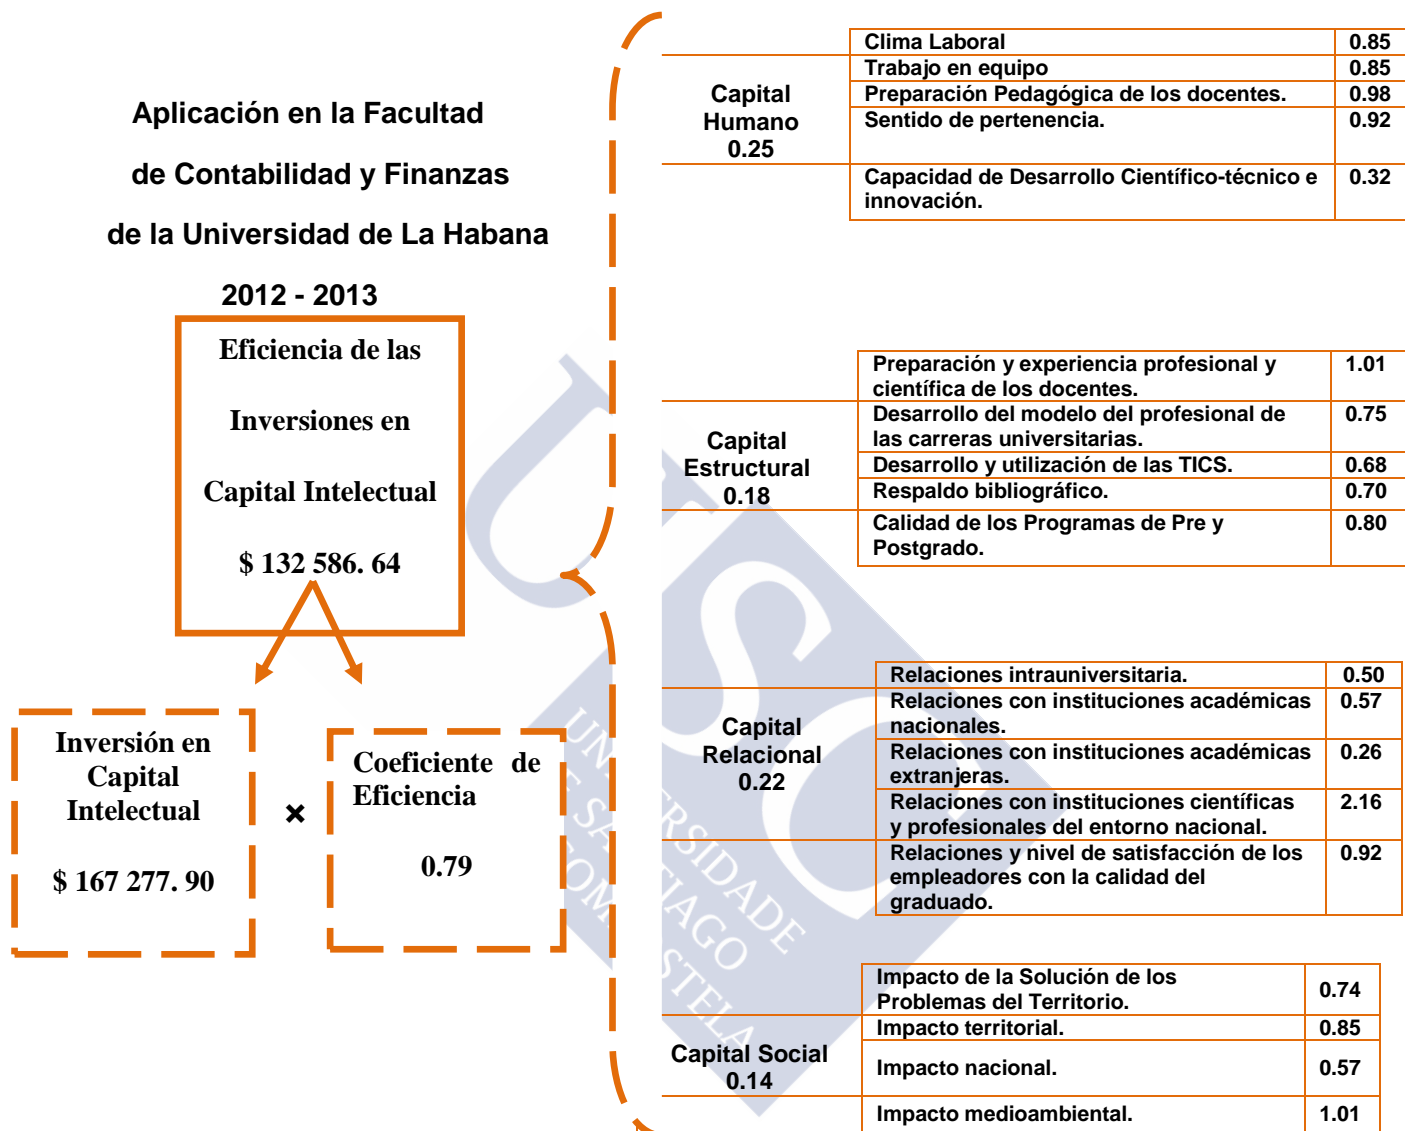 Aplicación en la Facultad
de Contabilidad y Finanzas
de la Universidad de La Habana
2012 - 2013
Eficiencia de las
Inversiones en
Capital Intelectual
$ 132 586. 64
Inversión en
Capital
Intelectual
$ 167 277. 90
×
Coeficiente de
Eficiencia
0.79
Capital
Humano
0.25
Clima Laboral 0.85
Trabajo en equipo 0.85
Preparación Pedagógica de los docentes. 0.98
Sentido de pertenencia. 0.92
Capacidad de Desarrollo Científico-técnico e 0.32
innovación.
Capital
Estructural
0.18
Preparación y experiencia profesional y 1.01
científica de los docentes.
Desarrollo del modelo del profesional de 0.75
las carreras universitarias.
Desarrollo y utilización de las TICS. 0.68
Respaldo bibliográfico. 0.70
Calidad de los Programas de Pre y 0.80
Postgrado.
Capital
Relacional
0.22
Relaciones intrauniversitaria. 0.50
Relaciones con instituciones académicas 0.57
nacionales.
Relaciones con instituciones académicas 0.26
extranjeras.
Relaciones con instituciones científicas 2.16
y profesionales del entorno nacional.
Relaciones y nivel de satisfacción de los 0.92
empleadores con la calidad del
graduado.
Capital Social
0.14
Impacto de la Solución de los
Problemas del Territorio. 0.74
Impacto territorial. 0.85
Impacto nacional. 0.57
Impacto medioambiental. 1.01
USC